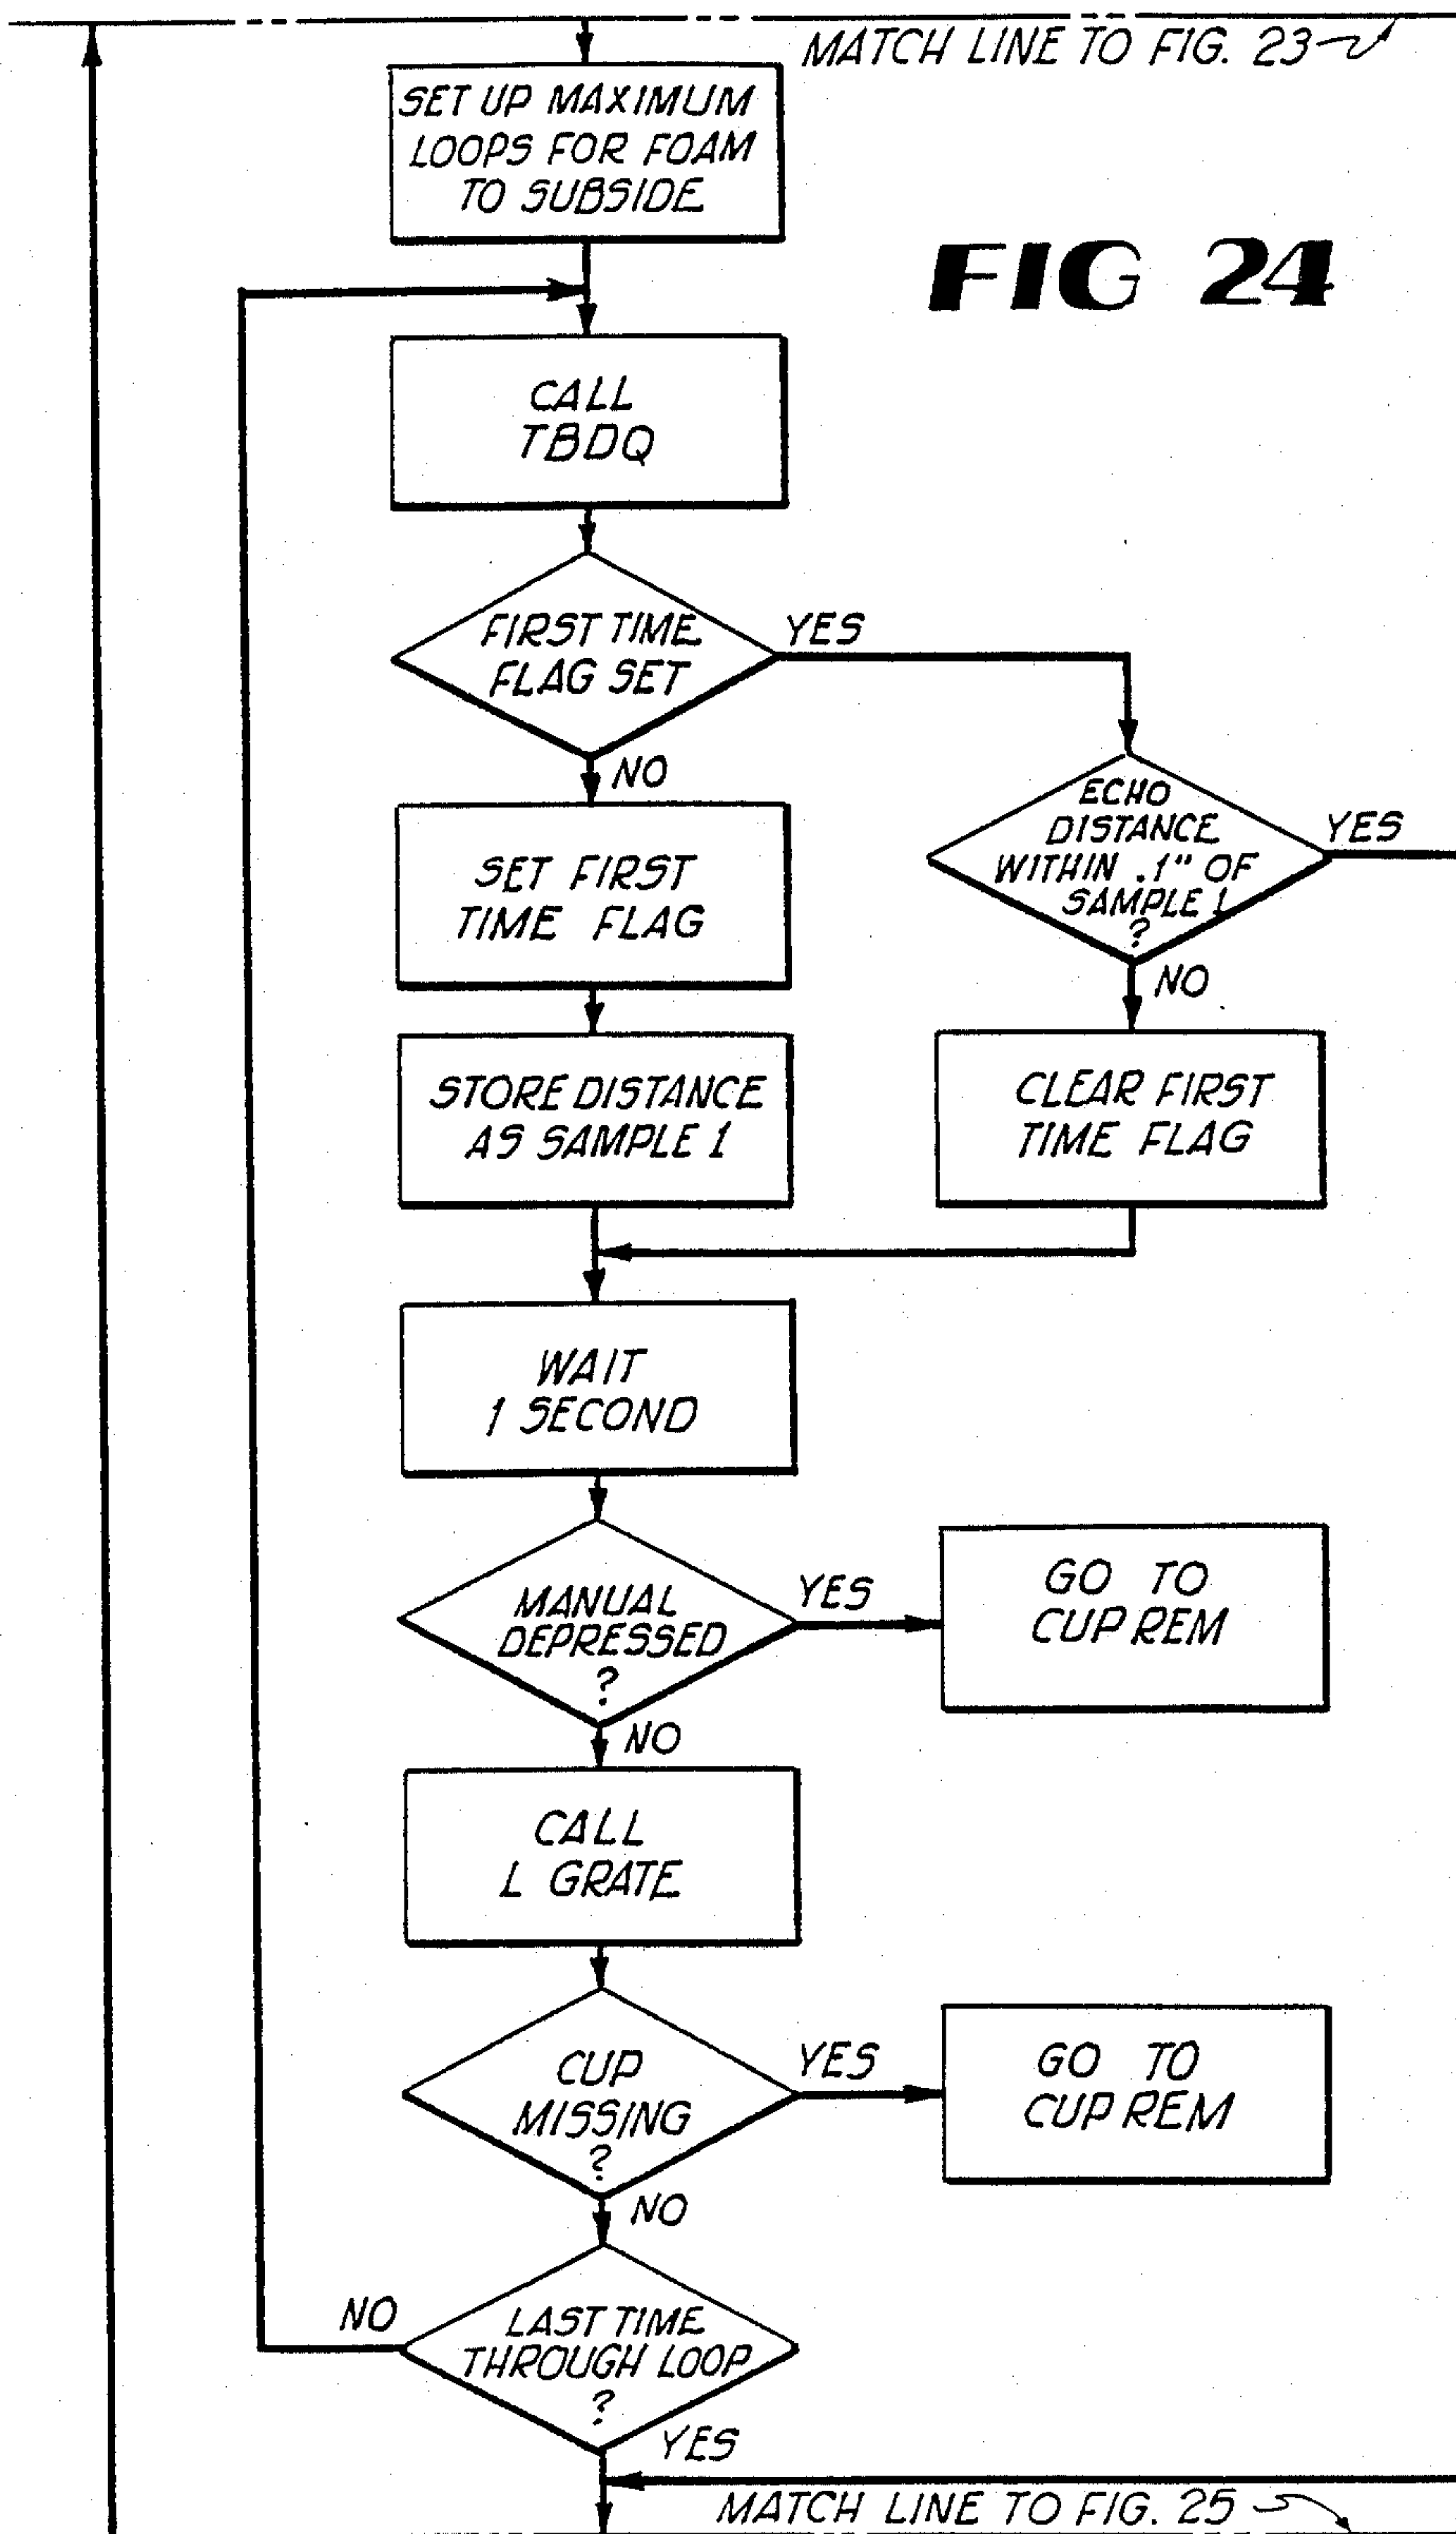 MATCH LINE TO FIG. 23
SET UP MAXIMUM
LOOPS FOR FOAM
TO SUBSIDE
FIG 24
CALL
TBDQ
FIRST TIME
FLAG SET
YES
NO
ECHO
DISTANCE
WITHIN .1" OF
SAMPLE 1
?
YES
NO
SET FIRST
TIME FLAG
STORE DISTANCE
AS SAMPLE 1
CLEAR FIRST
TIME FLAG
WAIT
1 SECOND
MANUAL
DEPRESSED
?
YES
GO TO
CUP REM
NO
CALL
L GRATE
CUP
MISSING
?
YES
GO TO
CUP REM
NO
LAST TIME
THROUGH LOOP
?
NO
YES
MATCH LINE TO FIG. 25